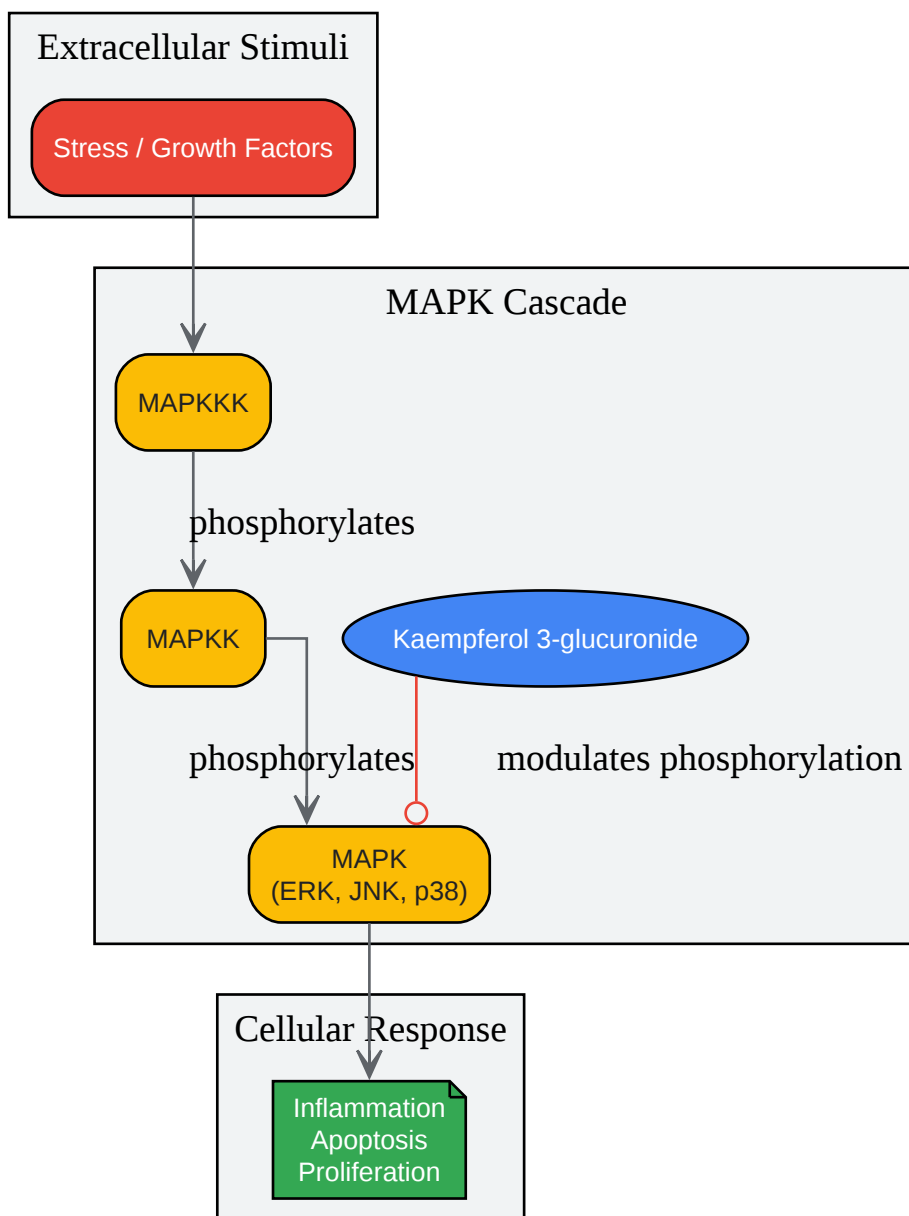 Extracellular Stimuli
Stress / Growth Factors
MAPK Cascade
MAPKKK
phosphorylates
MAPKK
Kaempferol 3-glucuronide
phosphorylates
modulates phosphorylation
MAPK
(ERK, JNK, p38)
Cellular Response
Inflammation
Apoptosis
Proliferation